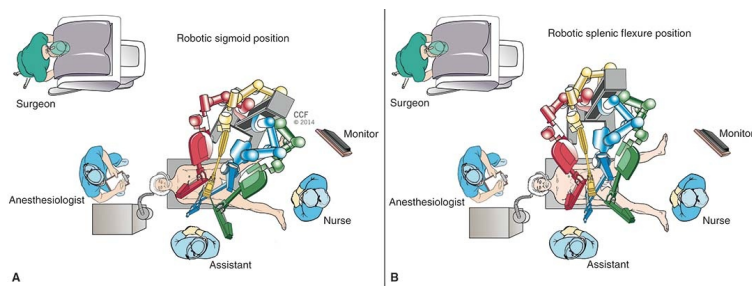 Robotic sigmoid position
Surgeon
CCF
© 2014
Monitor
Anesthesiologist
Nurse
Assistant
A
Robotic splenic flexure position
Surgeon
Monitor
Anesthesiologist
Nurse
Assistant
B